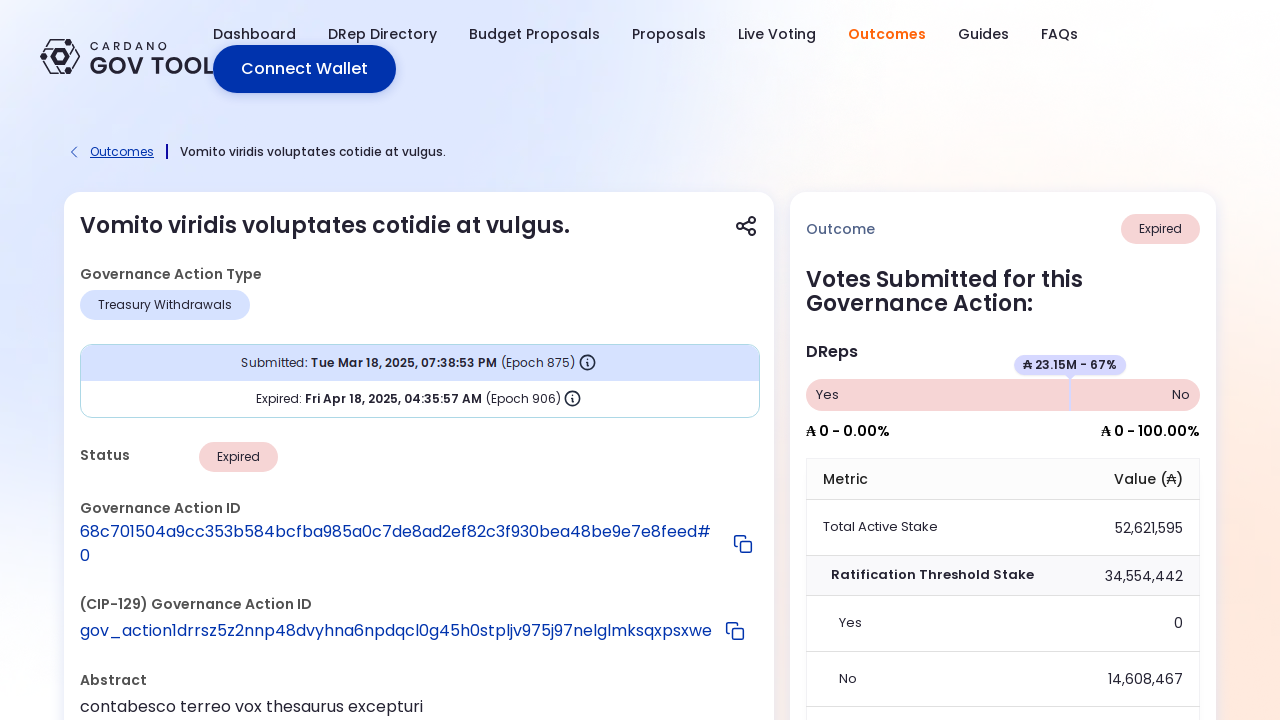 CARDANO
GOV TOOL
Dashboard
DRep Directory
Budget Proposals
Proposals
Live Voting
Outcomes
Guides
FAQs
Connect Wallet
Outcomes
Vomito viridis voluptates cotidie at vulgus.
Vomito viridis voluptates cotidie at vulgus.
Governance Action Type
Treasury Withdrawals
Submitted: Tue Mar 18, 2025, 07:38:53 PM (Epoch 875)
Expired: Fri Apr 18, 2025, 04:35:57 AM (Epoch 906)
Status
Expired
Governance Action ID
68c701504a9cc353b584bcfba985a0c7de8ad2ef82c3f930bea48be9e7e8feed#
0
(CIP-129) Governance Action ID
gov_action1drrsz5z2nnp48dvyhna6npdqcl0g45h0stpljv975j97nelglmksqxpsxwe
Abstract
contabesco terreo vox thesaurus excepturi
Outcome
Expired
Votes Submitted for this
Governance Action:
DReps
₳ 23.15M - 67%
Yes
No
₳ 0 - 0.00%
₳ 0 - 100.00%
Metric
Value (₳)
Total Active Stake
52,621,595
Ratification Threshold Stake
34,554,442
Yes
0
No
14,608,467